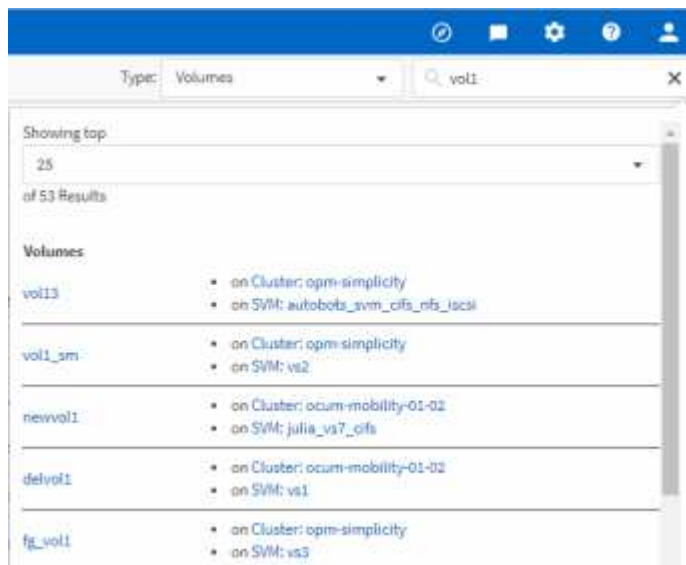 Type: Volumes vol1
Showing top
25
of 53 Results
Volumes
vol13
on Cluster: opm-simplicity
on SVM: autobots_svm_cifs_nfs_iscsi
vol1_sm
on Cluster: opm-simplicity
on SVM: vs2
newvol1
on Cluster: ocum-mobility-01-02
on SVM: julia_vs7_cifs
delvol1
on Cluster: ocum-mobility-01-02
on SVM: vs1
fg_vol1
on Cluster: opm-simplicity
on SVM: vs3